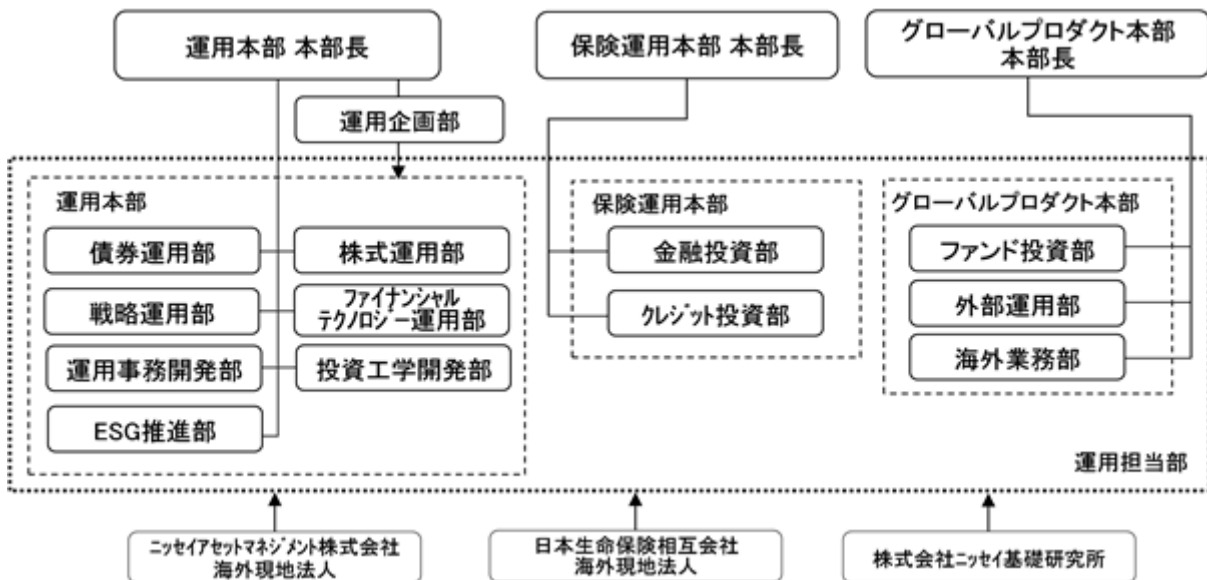 運用本部 本部長
保険運用本部 本部長
グローバルプロダクト本部
本部長
運用企画部
運用本部
債券運用部
株式運用部
戦略運用部
ファイナンシャル
テクノロジー運用部
運用事務開発部
投資工学開発部
ESG推進部
保険運用本部
金融投資部
クレジット投資部
グローバルプロダクト本部
ファンド投資部
外部運用部
海外業務部
運用担当部
ニッセイアセットマネジメント株式会社
海外現地法人
日本生命保険相互会社
海外現地法人
株式会社ニッセイ基礎研究所